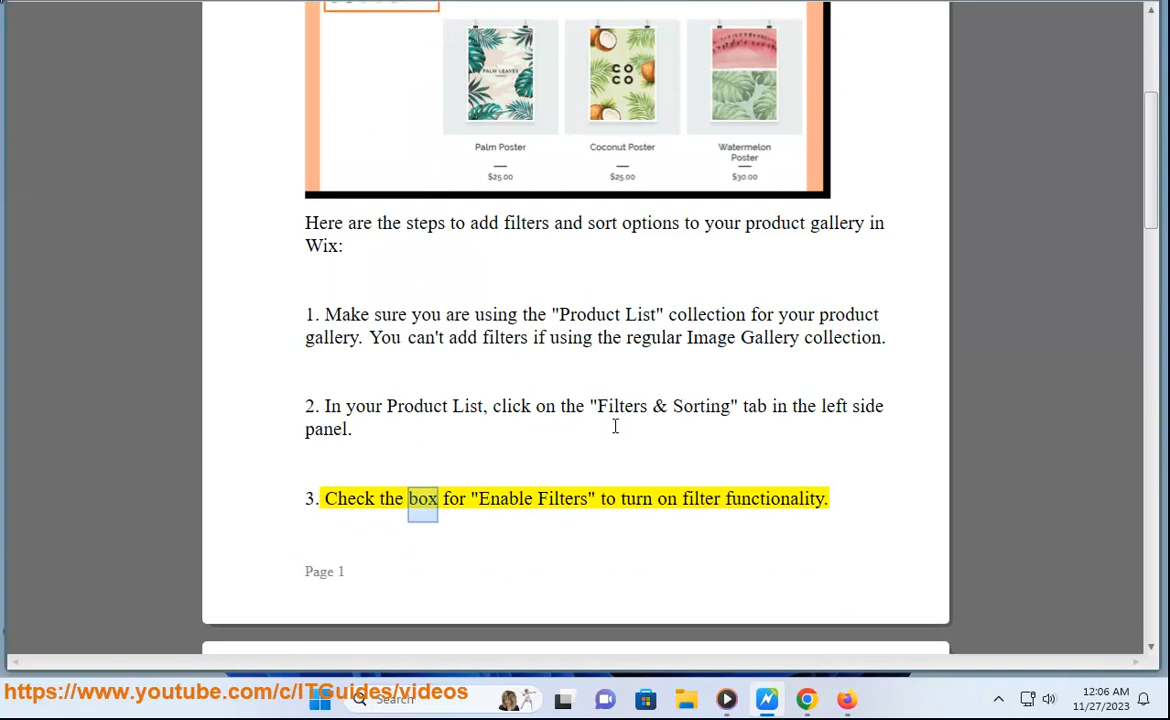 PALM LEAVES
CO
CO
Palm Poster
Coconut Poster
Watermelon
Poster
$25.00
$25.00
$30.00
Here are the steps to add filters and sort options to your product gallery in
Wix:
1. Make sure you are using the "Product List" collection for your product
gallery. You can't add filters if using the regular Image Gallery collection.
2. In your Product List, click on the "Filters & Sorting" tab in the left side
panel.
3. Check the box for "Enable Filters" to turn on filter functionality.
Page 1
https://www.youtube.com/c/ITGuides/videos
Search
12:06 AM
11/27/2023